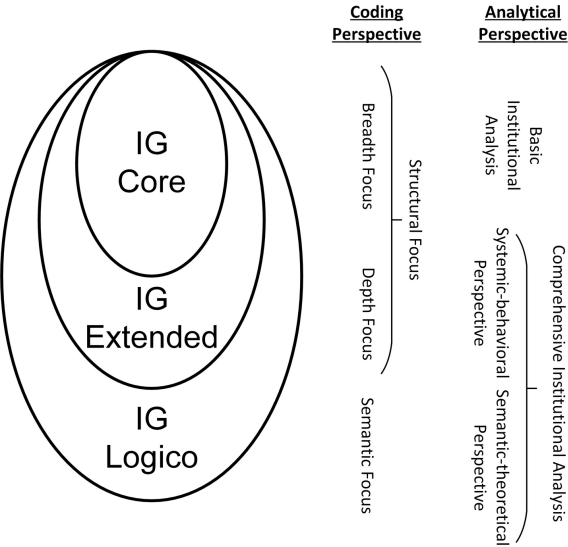 Coding
Perspective
Analytical
Perspective
IG
Core
IG
Extended
IG
Logico
Breadth Focus
Depth Focus
Structural Focus
Semantic Focus
Basic
Institutional
Analysis
Systemic-behavioral
Perspective
Semantic-theoretical
Perspective
Comprehensive Institutional Analysis